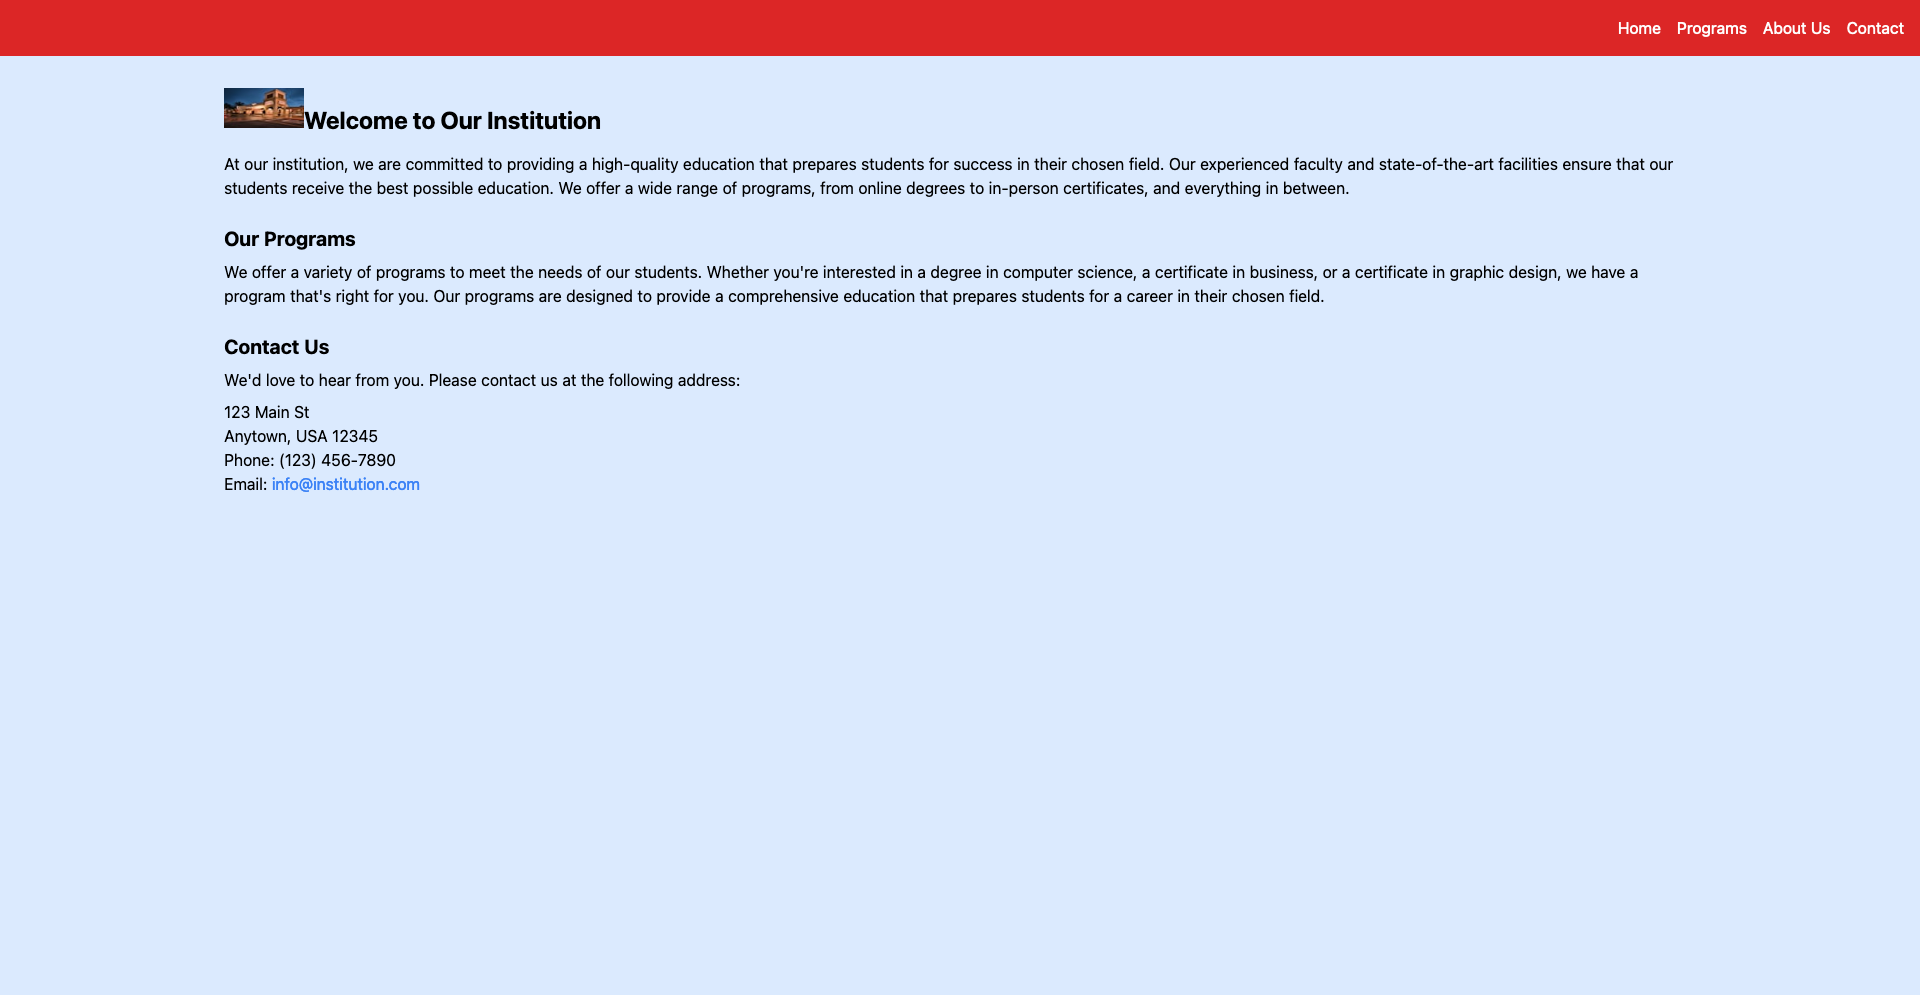 Home Programs About Us Contact
Welcome to Our Institution
At our institution, we are committed to providing a high-quality education that prepares students for success in their chosen field. Our experienced faculty and state-of-the-art facilities ensure that our
students receive the best possible education. We offer a wide range of programs, from online degrees to in-person certificates, and everything in between.
Our Programs
We offer a variety of programs to meet the needs of our students. Whether you're interested in a degree in computer science, a certificate in business, or a certificate in graphic design, we have a
program that's right for you. Our programs are designed to provide a comprehensive education that prepares students for a career in their chosen field.
Contact Us
We'd love to hear from you. Please contact us at the following address:
123 Main St
Anytown, USA 12345
Phone: (123) 456-7890
Email: info@institution.com